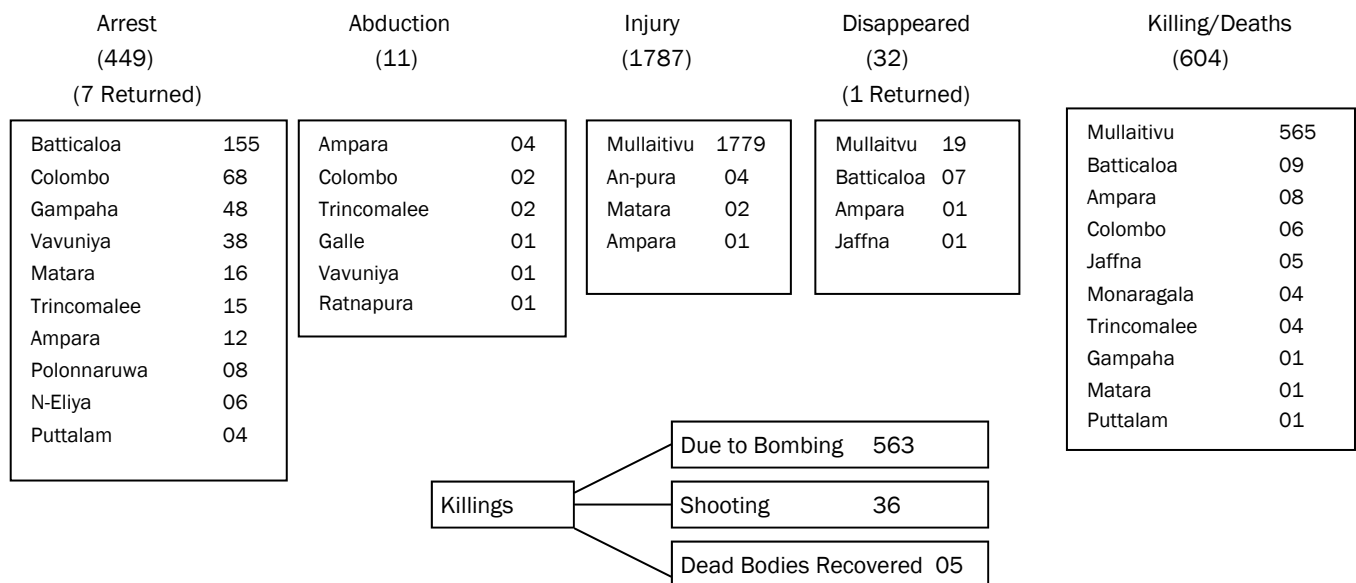 Arrest
(449)
(7 Returned)
Batticaloa 155
Colombo 68
Gampaha 48
Vavuniya 38
Matara 16
Trincomalee 15
Ampara 12
Polonnaruwa 08
N-Eliya 06
Puttalam 04
Abduction
(11)
Ampara 04
Colombo 02
Trincomalee 02
Galle 01
Vavuniya 01
Ratnapura 01
Injury
(1787)
Mullaitivu 1779
An-pura 04
Matara 02
Ampara 01
Disappeared
(32)
(1 Returned)
Mullaitvu 19
Batticaloa 07
Ampara 01
Jaffna 01
Killing/Deaths
(604)
Mullaitivu 565
Batticaloa 09
Ampara 08
Colombo 06
Jaffna 05
Monaragala 04
Trincomalee 04
Gampaha 01
Matara 01
Puttalam 01
Killings
Due to Bombing 563
Shooting 36
Dead Bodies Recovered 05